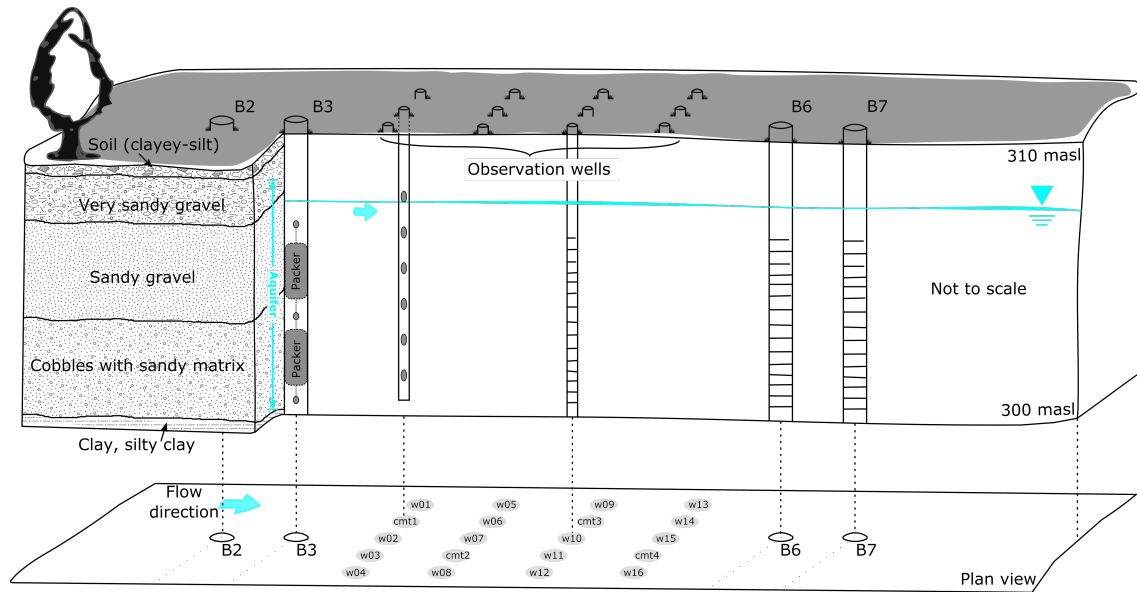 B2
B3
B6
B7
Soil (clayey-silt)
Observation wells
310 masl
Very sandy gravel
Aquifer
Packer
Sandy gravel
Not to scale
Packer
Cobbles with sandy matrix
300 masl
Clay, silty clay
Flow
direction
w01
w05
w09
w13
cmt1
w06
cmt3
w14
w02
w07
w10
w15
B2
B3
B6
B7
w03
cmt2
w11
cmt4
w04
w08
w12
w16
Plan view